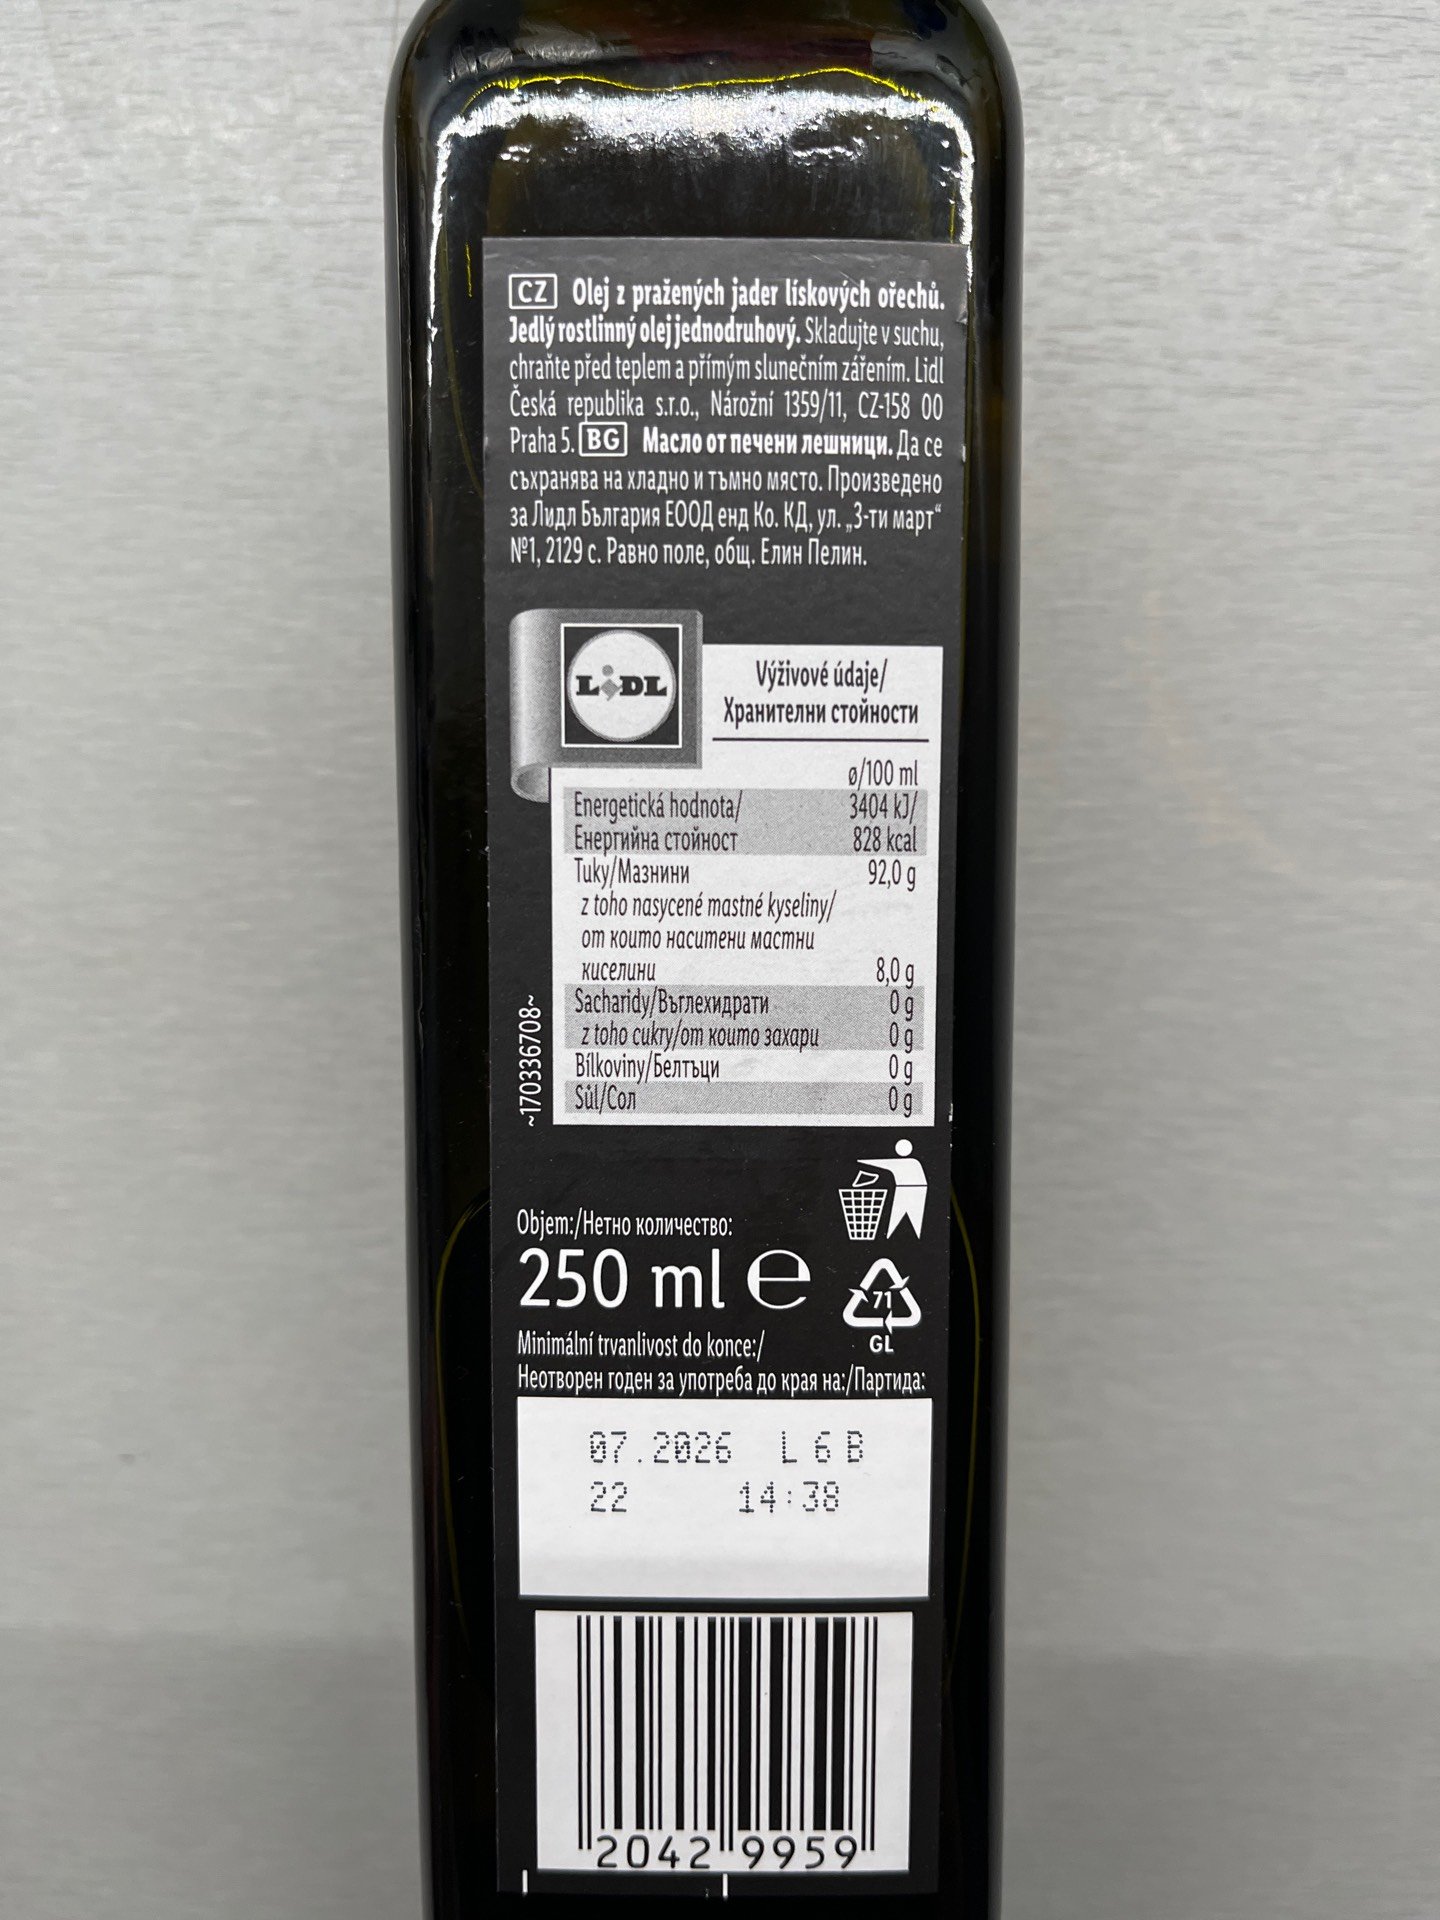 CZ Olej z pražených jader lískových ořechů.
Jedlý rostlinný olej jednodruhový. Skladujte v suchu,
chraňte před teplem a přímým slunečním zářením. Lidl
Česká republika s.r.o., Nárožní 1359/11, CZ-158 00
Praha 5. BG Масло от печени лешници. Да се
съхранява на хладно и тъмно място. Произведено
за Лидл България ЕООД енд Ко. КД, ул. „3-ти март“
№1, 2129 с. Равно поле, общ. Елин Пелин.
LIDL
Výživové údaje/
Хранителни стойности
ø/100 ml
Energetická hodnota/ 3404 kJ/
Енергийна стойност 828 kcal
Tuky/Мазнини 92,0 g
z toho nasycené mastné kyseliny/
от които наситени мастни
киселини 8,0 g
Sacharidy/Въглехидрати 0 g
z toho cukry/от които захари 0 g
Bílkoviny/Белтъци 0 g
Sůl/Сол 0 g
~170336708~
Objem:/Нетно количество:
250 ml ℮
71
GL
Minimální trvanlivost do konce:/
Неотворен годен за употреба до края на:/Партида:
07.2026 L 6 B
22 14:38
2042 9959